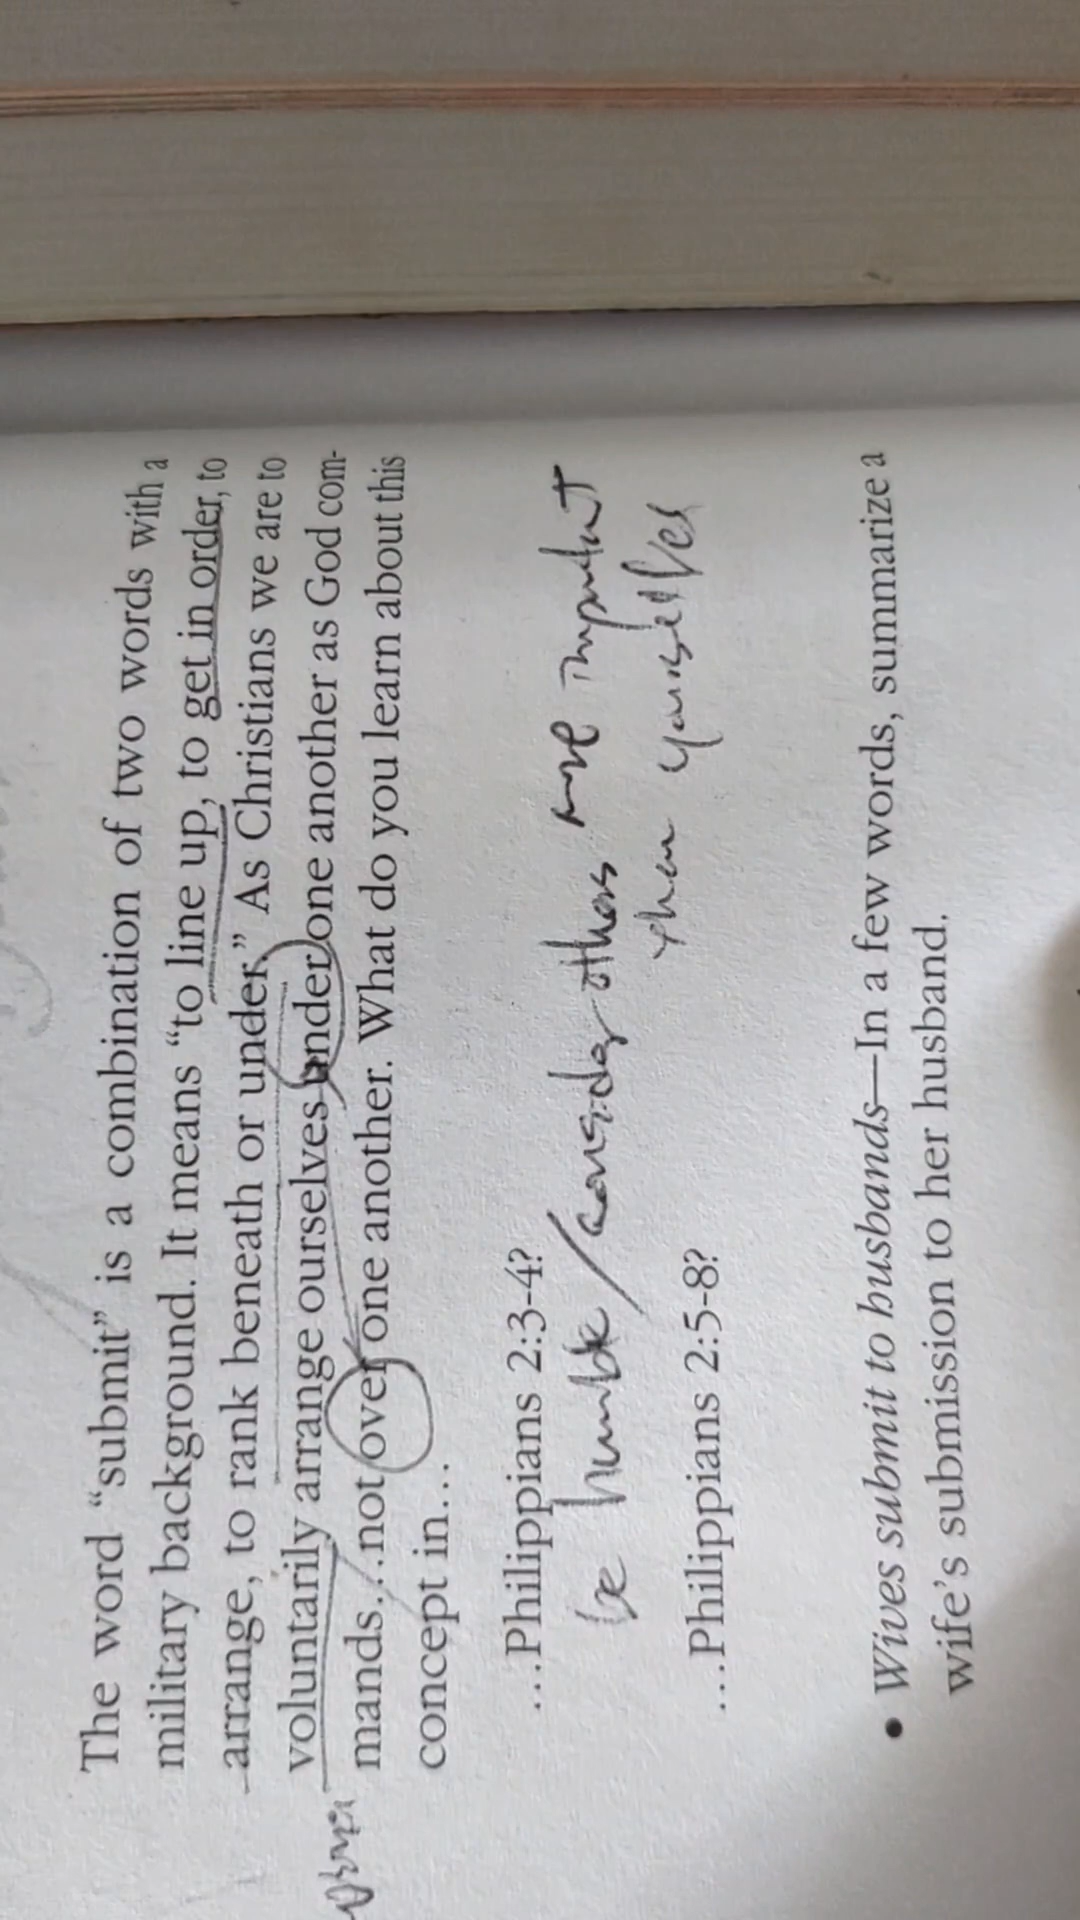 The word “submit” is a combination of two words with a
military background. It means “to line up, to get in order, to
arrange, to rank beneath or under.” As Christians we are to
voluntarily arrange ourselves under one another as God com-
mands...not over one another. What do you learn about this
concept in...
...Philippians 2:3-4?
be humble / consider others more important
than yourselves
...Philippians 2:5-8?
• Wives submit to husbands—In a few words, summarize a
wife’s submission to her husband.